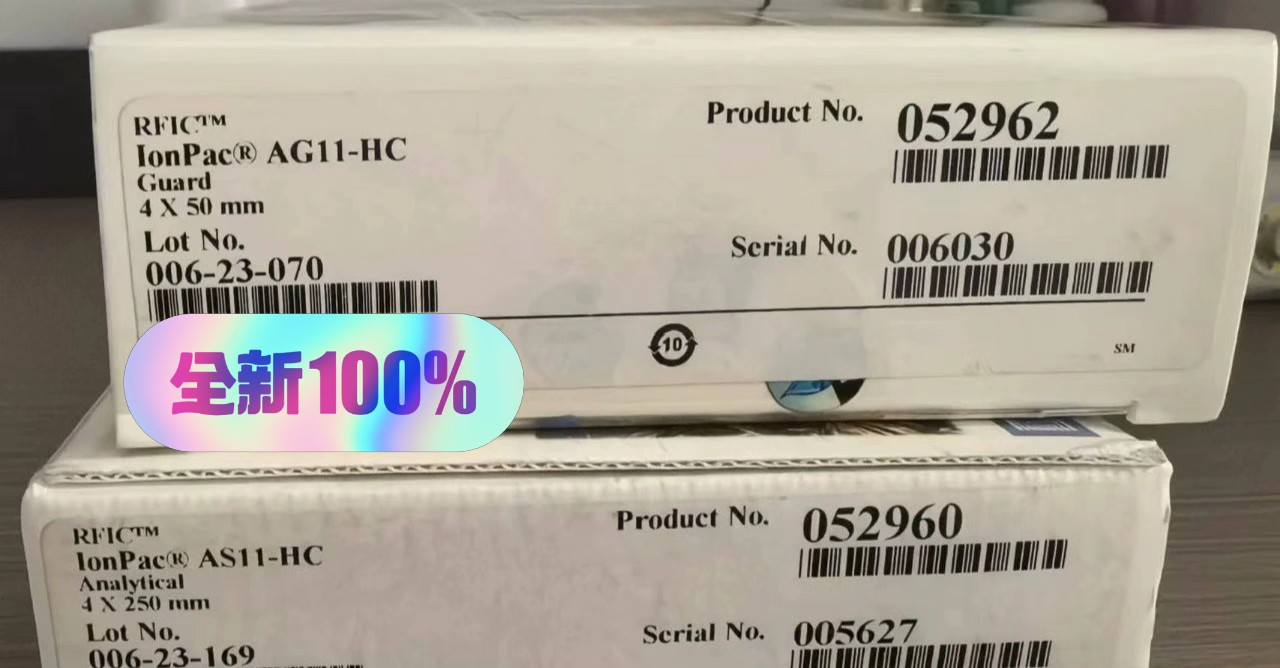 RFIC™
IonPac® AG11-HC
Guard
4 X 50 mm
Lot No.
006-23-070
Product No. 052962
Serial No. 006030
10
SM
全新100%
RFIC™
IonPac® AS11-HC
Analytical
4 X 250 mm
Lot No.
006-23-169
Product No. 052960
Serial No. 005627